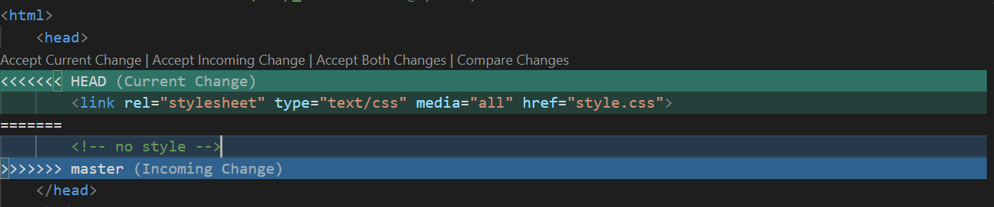 <html>
<head>
Accept Current Change | Accept Incoming Change | Accept Both Changes | Compare Changes
<<<<<<< HEAD (Current Change)
<link rel="stylesheet" type="text/css" media="all" href="style.css">
=======
<!-- no style -->
>>>>>>> master (Incoming Change)
</head>